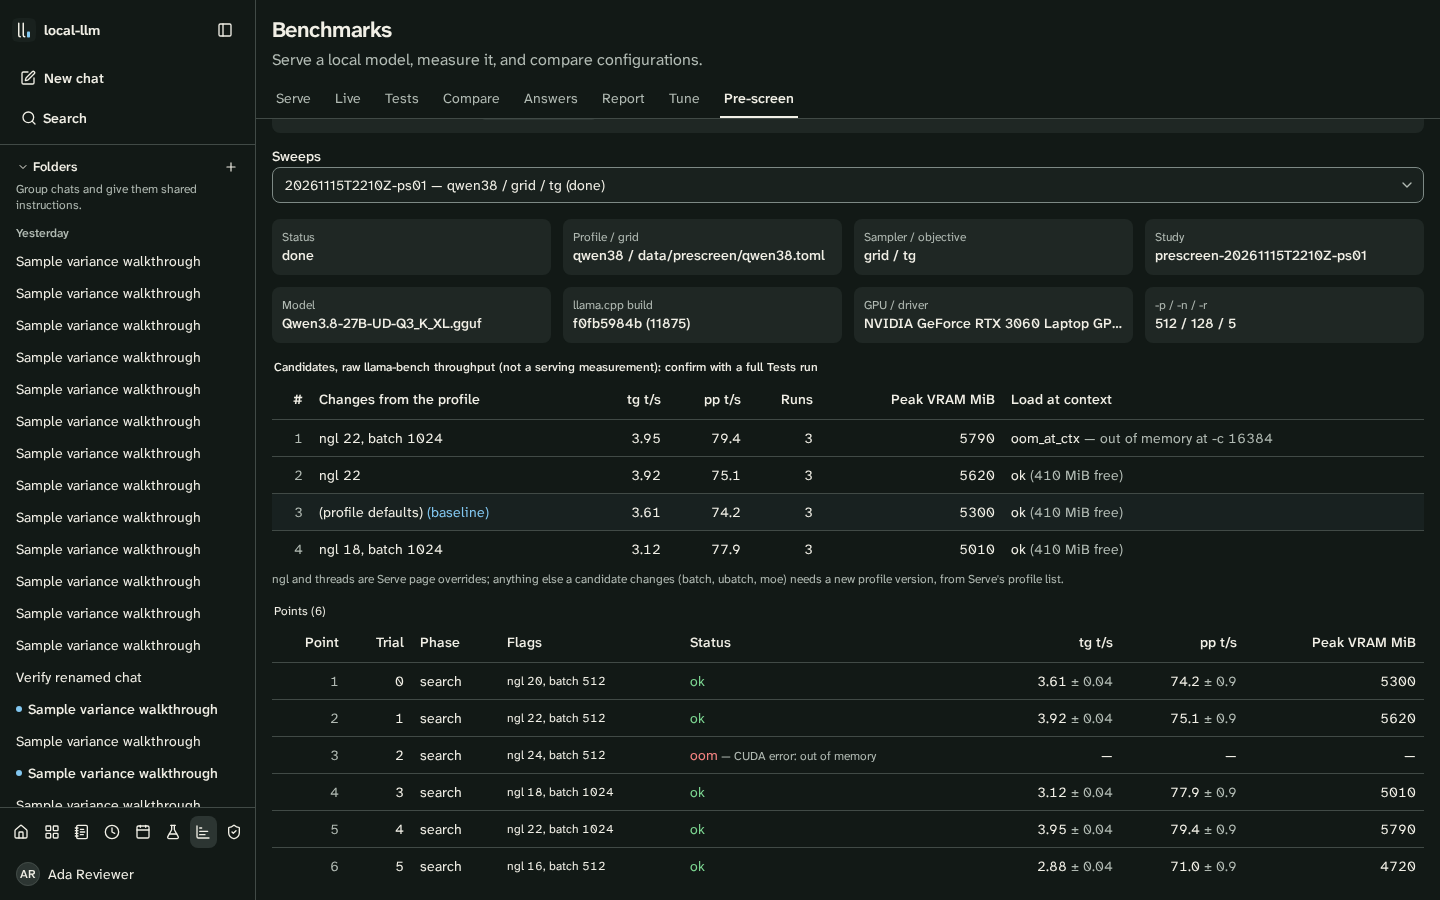 local-llm
New chat
Search
Folders
Group chats and give them shared
instructions.
Yesterday
Sample variance walkthrough
Sample variance walkthrough
Sample variance walkthrough
Sample variance walkthrough
Sample variance walkthrough
Sample variance walkthrough
Sample variance walkthrough
Sample variance walkthrough
Sample variance walkthrough
Sample variance walkthrough
Sample variance walkthrough
Sample variance walkthrough
Sample variance walkthrough
Verify renamed chat
Sample variance walkthrough
Sample variance walkthrough
Sample variance walkthrough
Sample variance walkthrough
AR Ada Reviewer
Benchmarks
Serve a local model, measure it, and compare configurations.
Serve Live Tests Compare Answers Report Tune Pre-screen
Sweeps
20261115T2210Z-ps01 — qwen38 / grid / tg (done)
Status Profile / grid Sampler / objective Study
done qwen38 / data/prescreen/qwen38.toml grid / tg prescreen-20261115T2210Z-ps01
Model llama.cpp build GPU / driver -p / -n / -r
Qwen3.8-27B-UD-Q3_K_XL.gguf f0fb5984b (11875) NVIDIA GeForce RTX 3060 Laptop GP... 512 / 128 / 5
Candidates, raw llama-bench throughput (not a serving measurement): confirm with a full Tests run
# Changes from the profile tg t/s pp t/s Runs Peak VRAM MiB Load at context
1 ngl 22, batch 1024 3.95 79.4 3 5790 oom_at_ctx — out of memory at -c 16384
2 ngl 22 3.92 75.1 3 5620 ok (410 MiB free)
3 (profile defaults) (baseline) 3.61 74.2 3 5300 ok (410 MiB free)
4 ngl 18, batch 1024 3.12 77.9 3 5010 ok (410 MiB free)
ngl and threads are Serve page overrides; anything else a candidate changes (batch, ubatch, moe) needs a new profile version, from Serve's profile list.
Points (6)
Point Trial Phase Flags Status tg t/s pp t/s Peak VRAM MiB
1 0 search ngl 20, batch 512 ok 3.61 ± 0.04 74.2 ± 0.9 5300
2 1 search ngl 22, batch 512 ok 3.92 ± 0.04 75.1 ± 0.9 5620
3 2 search ngl 24, batch 512 oom — CUDA error: out of memory — — —
4 3 search ngl 18, batch 1024 ok 3.12 ± 0.04 77.9 ± 0.9 5010
5 4 search ngl 22, batch 1024 ok 3.95 ± 0.04 79.4 ± 0.9 5790
6 5 search ngl 16, batch 512 ok 2.88 ± 0.04 71.0 ± 0.9 4720